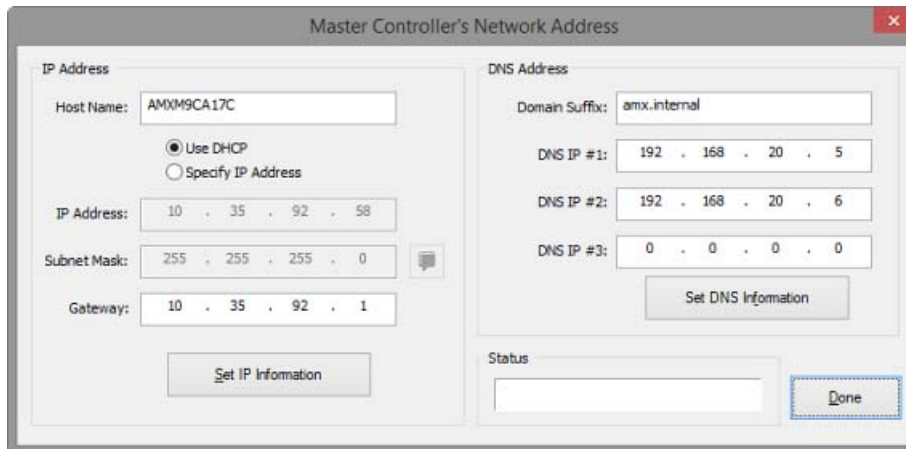 Master Controller's Network Address
IP Address
Host Name: AMXM9CA17C
Use DHCP
Specify IP Address
IP Address: 10 . 35 . 92 . 58
Subnet Mask: 255 . 255 . 255 . 0
Gateway: 10 . 35 . 92 . 1
Set IP Information
DNS Address
Domain Suffix: amx.internal
DNS IP #1: 192 . 168 . 20 . 5
DNS IP #2: 192 . 168 . 20 . 6
DNS IP #3: 0 . 0 . 0 . 0
Set DNS Information
Status
Done